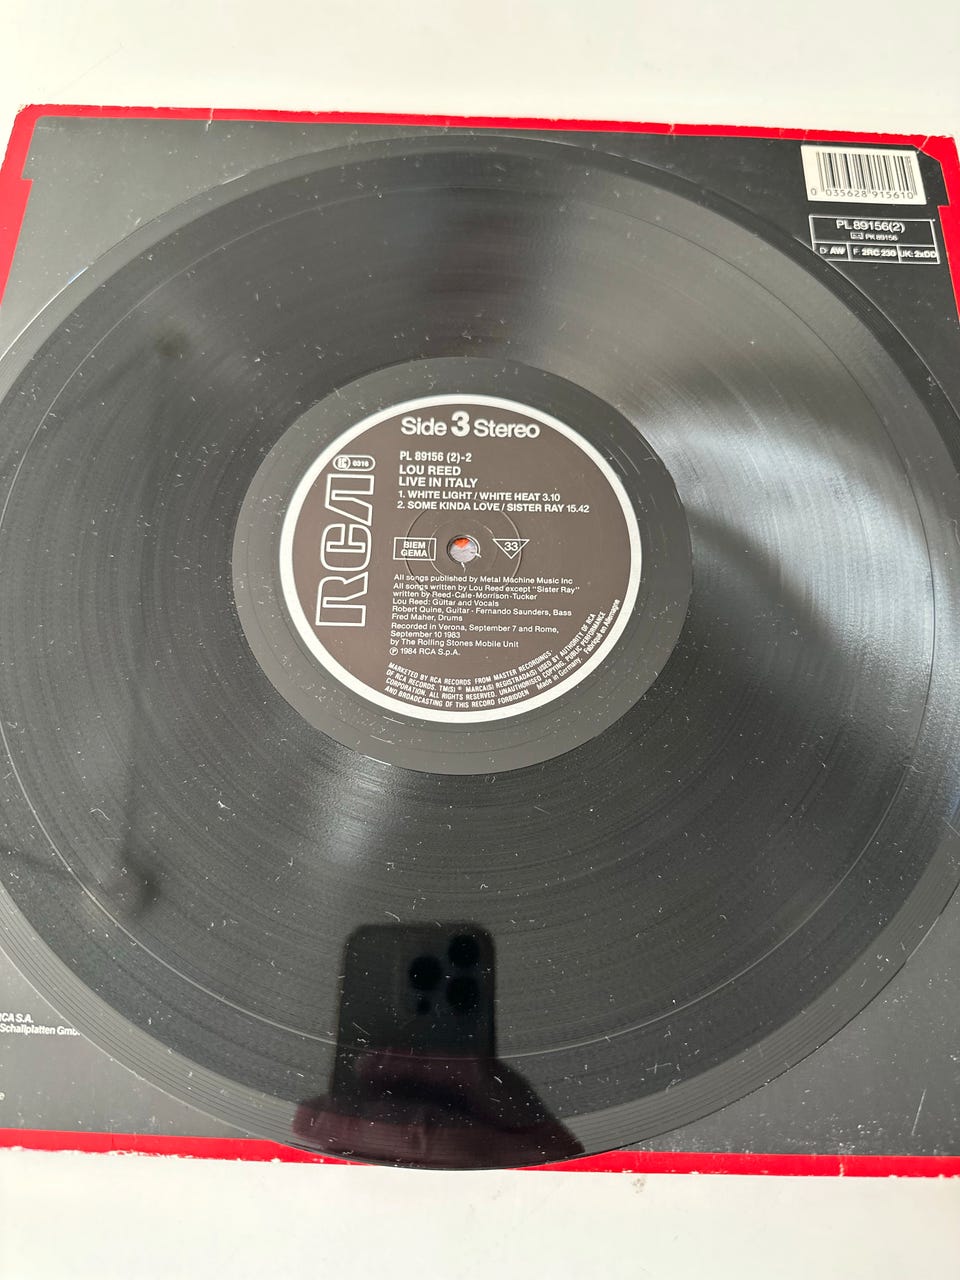 0 035628 915610
PL 89156(2)
PK 89156
D: AW F: 2RC 230 UK: 2xDD
Side 3 Stereo
RCA
0316
PL 89156 (2)-2
LOU REED
LIVE IN ITALY
1. WHITE LIGHT / WHITE HEAT 3.10
2. SOME KINDA LOVE / SISTER RAY 15.42
BIEM
GEMA
33
All songs published by Metal Machine Music Inc
All songs written by Lou Reed except "Sister Ray"
written by Reed-Cale-Morrison-Tucker
Lou Reed: Guitar and Vocals
Robert Quine, Guitar - Fernando Saunders, Bass
Fred Maher, Drums
Recorded in Verona, September 7 and Rome,
September 10 1983
by The Rolling Stones Mobile Unit
℗ 1984 RCA S.p.A.
MARKETED BY RCA RECORDS FROM MASTER RECORDINGS
OF RCA RECORDS. TM(S) ® MARCA(S) REGISTRADA(S) USED BY AUTHORITY OF RCA
CORPORATION. ALL RIGHTS RESERVED. UNAUTHORISED COPYING, PUBLIC PERFORMANCE
AND BROADCASTING OF THIS RECORD FORBIDDEN Made in Germany. Fabriqué en Allemagne
RCA S.A.
Schallplatten GmbH